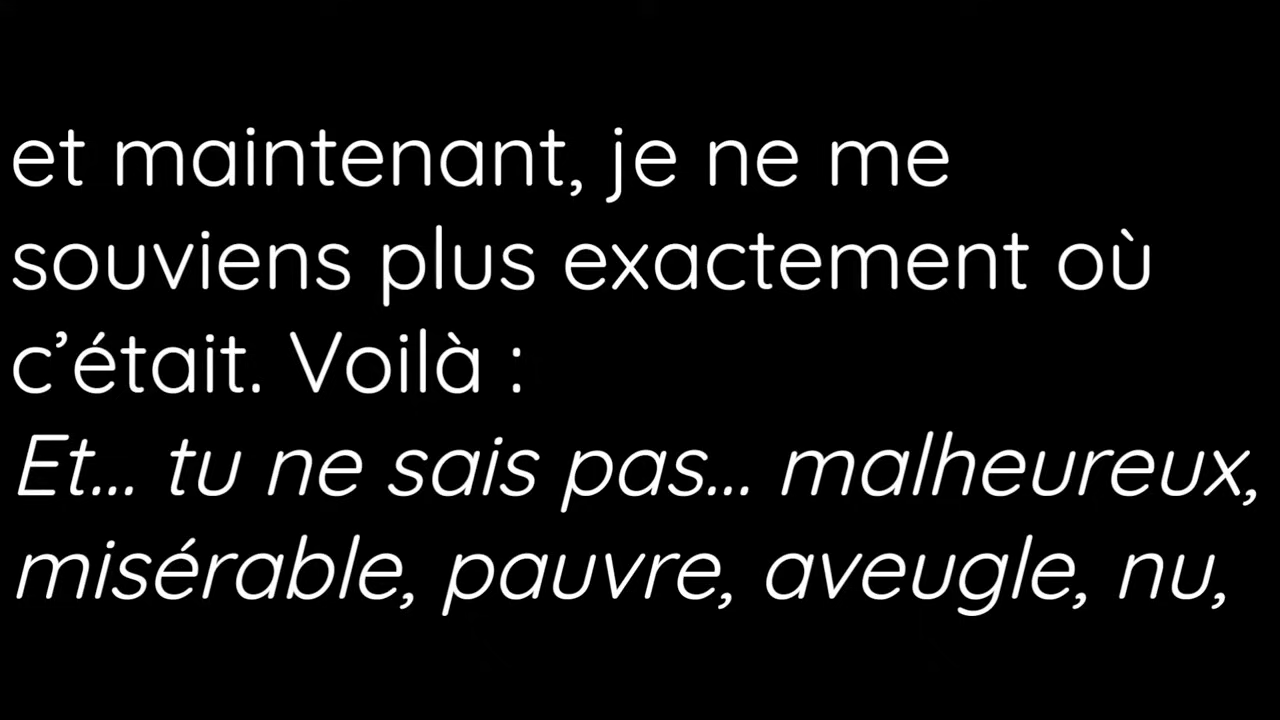 et maintenant, je ne me
souviens plus exactement où
c’était. Voilà :
Et... tu ne sais pas... malheureux,
misérable, pauvre, aveugle, nu,